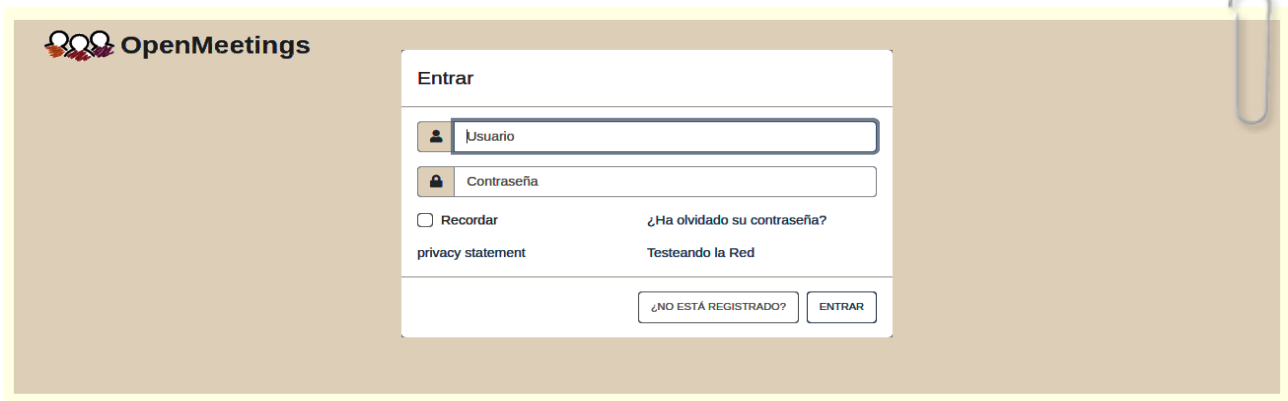 OpenMeetings
Entrar
Usuario
Contraseña
Recordar
¿Ha olvidado su contraseña?
privacy statement
Testeando la Red
¿NO ESTÁ REGISTRADO?
ENTRAR